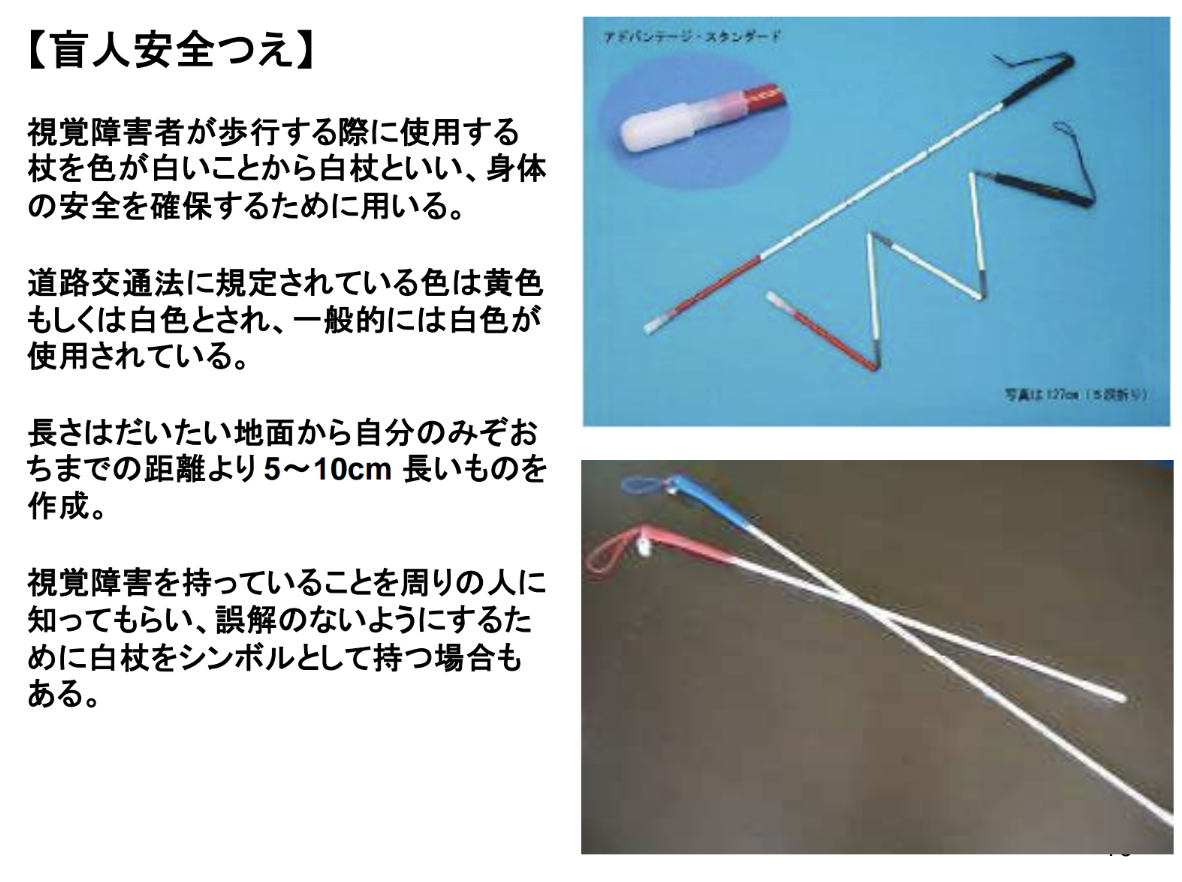 【盲人安全つえ】
視覚障害者が歩行する際に使用する
杖を色が白いことから白杖といい、身体
の安全を確保するために用いる。
道路交通法に規定されている色は黄色
もしくは白色とされ、一般的には白色が
使用されている。
長さはだいたい地面から自分のみぞお
ちまでの距離より5～10cm 長いものを
作成。
視覚障害を持っていることを周りの人に
知ってもらい、誤解のないようにするた
めに白杖をシンボルとして持つ場合も
ある。
アドバンテージ・スタンダード
写真は127cm（5段折り）